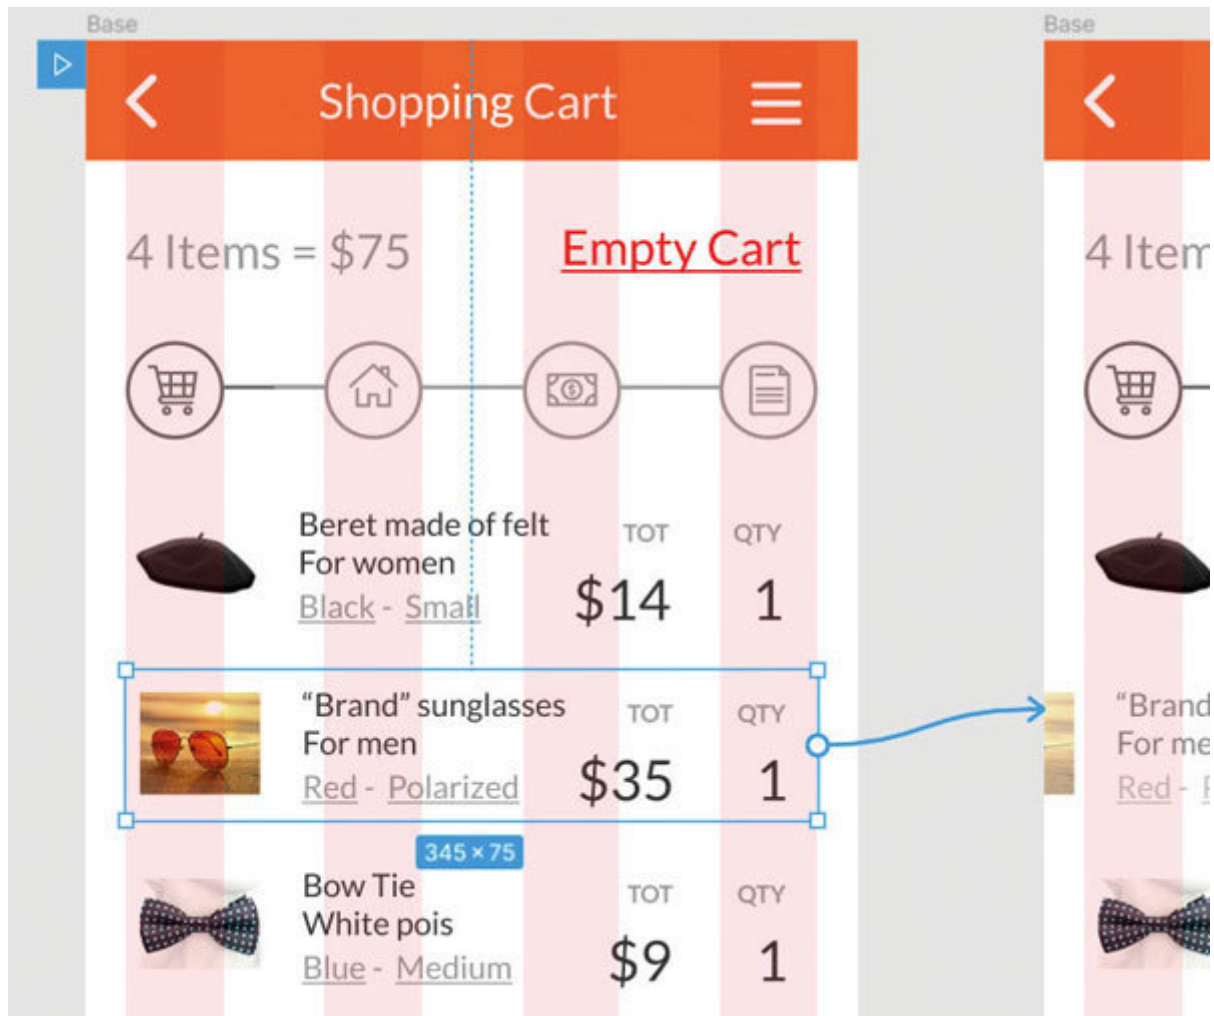 Base
Base
Shopping Cart
4 Items = $75
Empty Cart
4 Item
Beret made of felt
TOT
QTY
For women
Black - Small
$14
1
“Brand” sunglasses
TOT
QTY
For men
Red - Polarized
$35
1
“Brand
For me
Red -
345 × 75
Bow Tie
TOT
QTY
White pois
Blue - Medium
$9
1